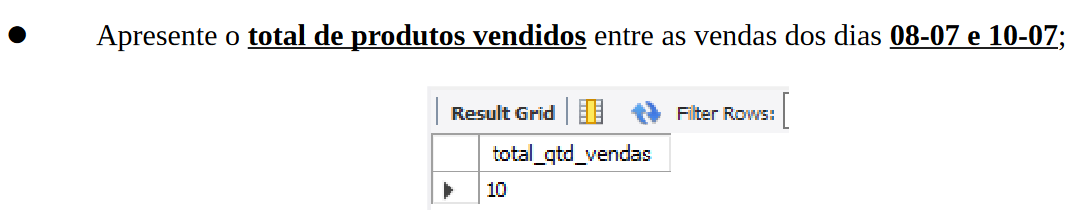 ● Apresente o total de produtos vendidos entre as vendas dos dias 08-07 e 10-07;
Result Grid Filter Rows:
total_qtd_vendas
10